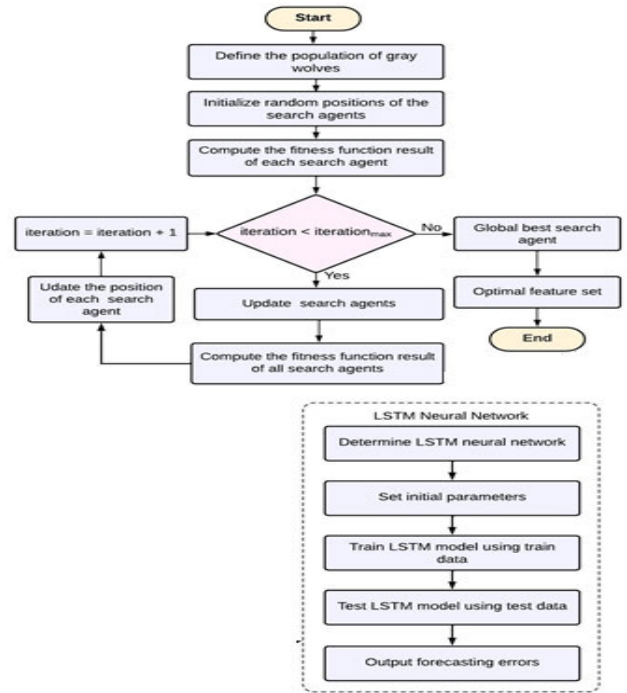 Start
Define the population of gray
wolves
Initialize random positions of the
search agents
Compute the fitness function result
of each search agent
iteration = iteration + 1
iteration < iterationmax
No
Global best search
agent
Yes
Udate the position
of each search
agent
Update search agents
Optimal feature set
End
Compute the fitness function result
of all search agents
LSTM Neural Network
Determine LSTM neural network
Set initial parameters
Train LSTM model using train
data
Test LSTM model using test data
Output forecasting errors